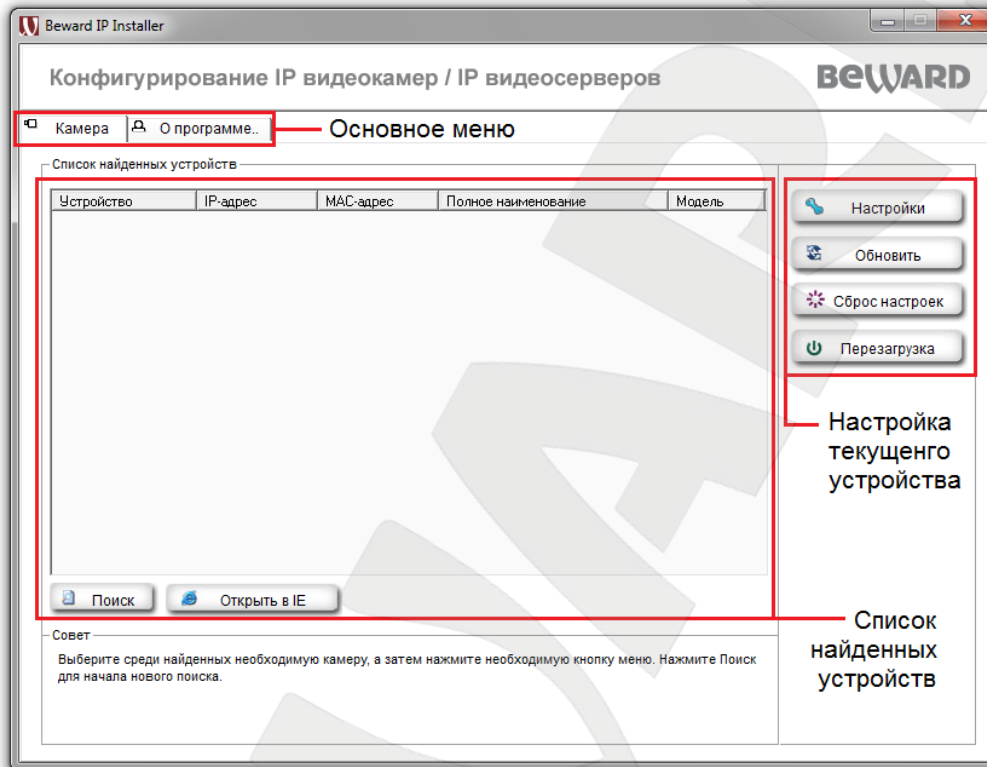 Beward IP Installer
Конфигурирование IP видеокамер / IP видеосерверов
BEWARD
Камера
О программе..
Основное меню
Список найденных устройств
Устройство
IP-адрес
MAC-адрес
Полное наименование
Модель
Настройки
Обновить
Сброс настроек
Перезагрузка
Настройка
текущенго
устройства
Поиск
Открыть в IE
Список
найденных
устройств
Совет
Выберите среди найденных необходимую камеру, а затем нажмите необходимую кнопку меню. Нажмите Поиск
для начала нового поиска.